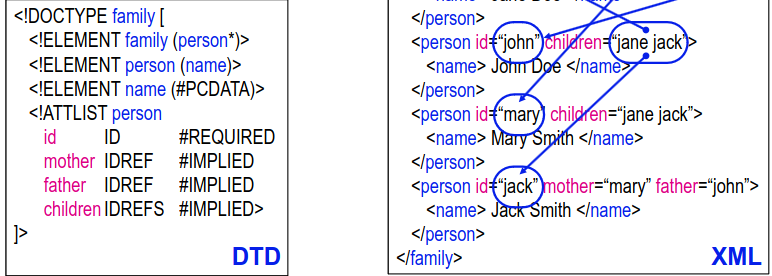 <!DOCTYPE family [
<!ELEMENT family (person*)>
<!ELEMENT person (name)>
<!ELEMENT name (#PCDATA)>
<!ATTLIST person
id ID #REQUIRED
mother IDREF #IMPLIED
father IDREF #IMPLIED
children IDREFS #IMPLIED>
]>
DTD
</person>
<person id=“john” children=“jane jack”>
<name> John Doe </name>
</person>
<person id=“mary” children=“jane jack”>
<name> Mary Smith </name>
</person>
<person id=“jack” mother=“mary” father=“john”>
<name> Jack Smith </name>
</person>
</family>
XML